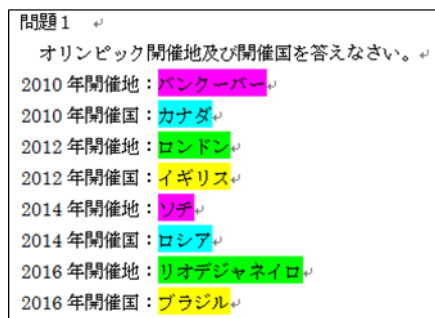 問題1
オリンピック開催地及び開催国を答えなさい。
2010年開催地：バンクーバー
2010年開催国：カナダ
2012年開催地：ロンドン
2012年開催国：イギリス
2014年開催地：ソチ
2014年開催国：ロシア
2016年開催地：リオデジャネイロ
2016年開催国：ブラジル